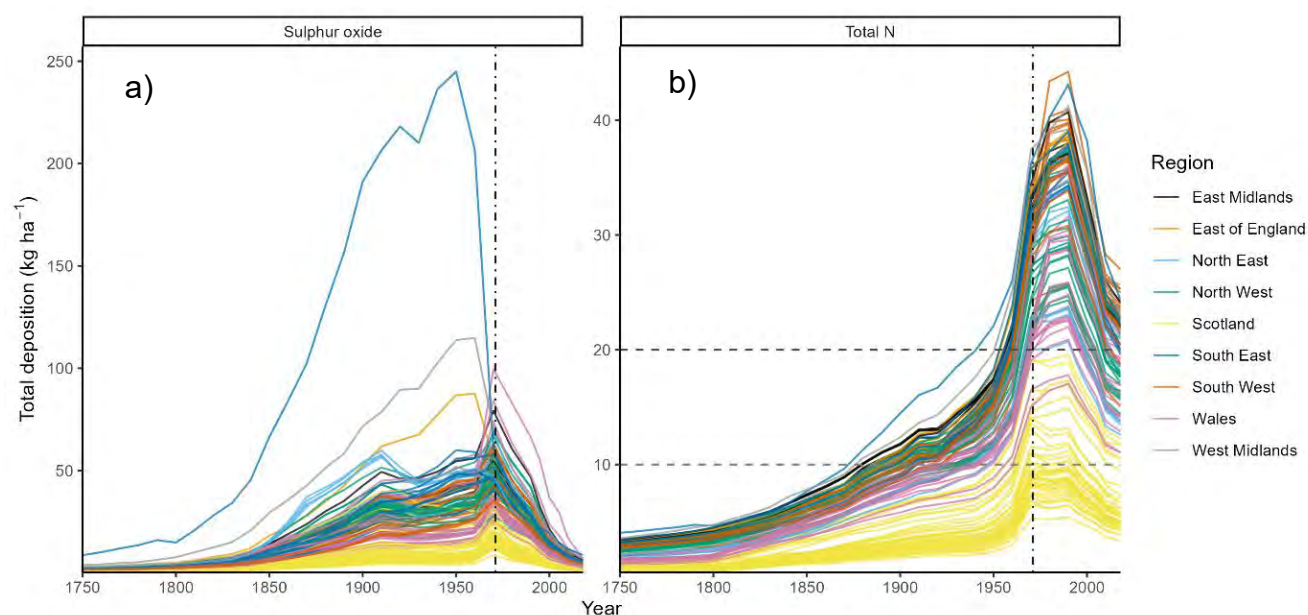 Sulphur oxide
Total N
a)
b)
250
200
150
100
50
40
30
20
10
Total deposition (kg ha⁻¹)
1750
1800
1850
1900
1950
2000
1750
1800
1850
1900
1950
2000
Year
Region
East Midlands
East of England
North East
North West
Scotland
South East
South West
Wales
West Midlands